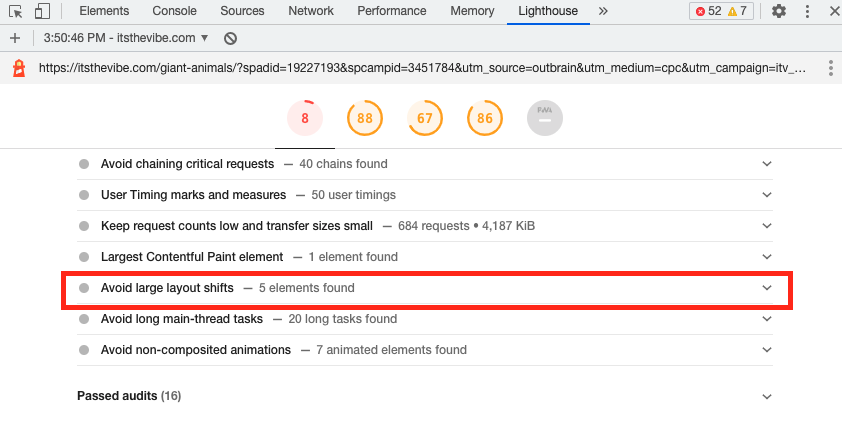 Elements Console Sources Network Performance Memory Lighthouse » 52 7
3:50:46 PM - itsthevibe.com
https://itsthevibe.com/giant-animals/?spadid=19227193&spcampid=3451784&utm_source=outbrain&utm_medium=cpc&utm_campaign=itv_…
8 88 67 86 PWA
Avoid chaining critical requests — 40 chains found
User Timing marks and measures — 50 user timings
Keep request counts low and transfer sizes small — 684 requests • 4,187 KiB
Largest Contentful Paint element — 1 element found
Avoid large layout shifts — 5 elements found
Avoid long main-thread tasks — 20 long tasks found
Avoid non-composited animations — 7 animated elements found
Passed audits (16)